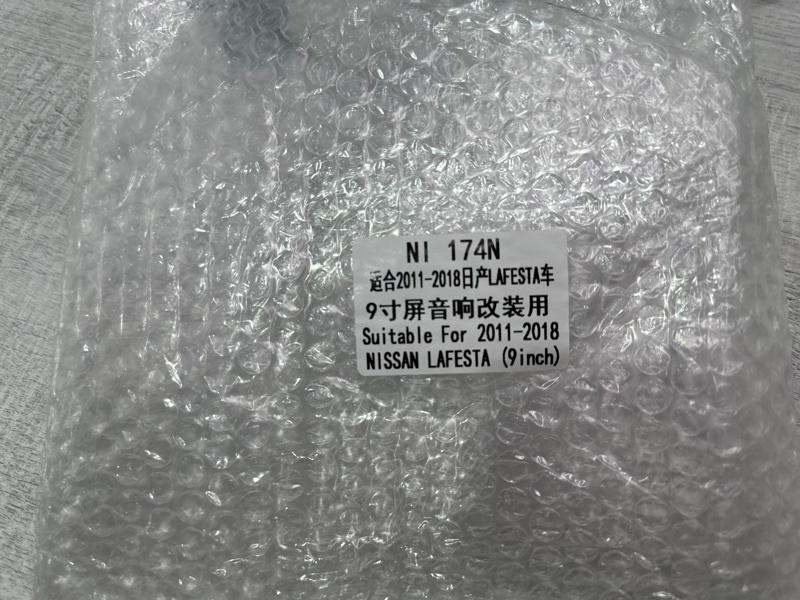 NI 174N
适合2011-2018日产LAFESTA车
9寸屏音响改装用
Suitable For 2011-2018
NISSAN LAFESTA (9inch)